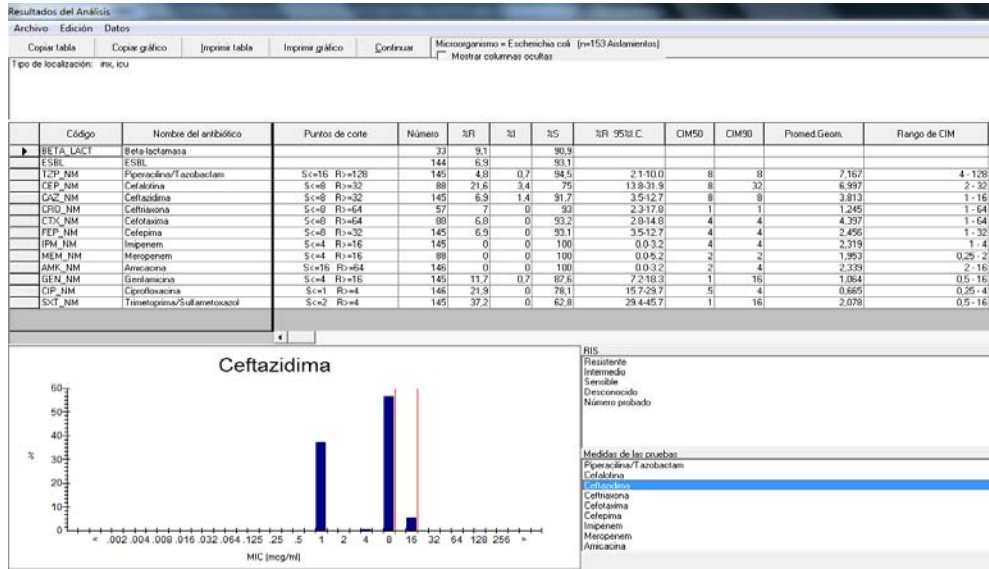 Resultados del Análisis
Archivo Edición Datos
Copiar tabla Copiar gráfico Imprimir tabla Imprimir gráfico Continuar Microorganismo = Escherichia coli (n=153 Aislamientos)
Mostrar columnas ocultas
Tipo de localización: inx, icu
Código Nombre del antibiótico Puntos de corte Número %R %I %S %R 95%I.C. CIM50 CIM90 Promed.Geom. Rango de CIM
BETA_LACT Beta-lactamasa 33 9,1 90,9
ESBL ESBL 144 6,9 93,1
TZP_NM Piperacilina/Tazobactam S<=16 R>=128 145 4,8 0,7 94,5 2.1-10.0 8 8 7,167 4 - 128
CEP_NM Cefalotina S<=8 R>=32 88 21,6 3,4 75 13.8-31.9 8 32 6,997 2 - 32
CAZ_NM Ceftazidima S<=8 R>=32 145 6,9 1,4 91,7 3.5-12.7 8 8 3,813 1 - 16
CRO_NM Ceftriaxona S<=8 R>=64 57 7 0 93 2.3-17.8 1 1 1,245 1 - 64
CTX_NM Cefotaxima S<=8 R>=64 88 6,8 0 93,2 2.8-14.8 4 4 4,397 1 - 64
FEP_NM Cefepima S<=8 R>=32 145 6,9 0 93,1 3.5-12.7 4 4 2,456 1 - 32
IPM_NM Imipenem S<=4 R>=16 145 0 0 100 0.0-3.2 4 4 2,319 1 - 4
MEM_NM Meropenem S<=4 R>=16 88 0 0 100 0.0-5.2 2 2 1,953 0,25 - 2
AMK_NM Amicacina S<=16 R>=64 146 0 0 100 0.0-3.2 2 4 2,339 2 - 16
GEN_NM Gentamicina S<=4 R>=16 145 11,7 0,7 87,6 7.2-18.3 1 16 1,064 0,5 - 16
CIP_NM Ciprofloxacina S<=1 R>=4 146 21,9 0 78,1 15.7-29.7 .5 4 0,665 0,25 - 4
SXT_NM Trimetoprima/Sulfametoxazol S<=2 R>=4 145 37,2 0 62,8 29.4-45.7 1 16 2,078 0,5 - 16
Ceftazidima
60
50
40
30
20
10
0
%
< .002 .004 .008 .016 .032 .064 .125 .25 .5 1 2 4 8 16 32 64 128 256 >
MIC (mcg/ml)
RIS
Resistente
Intermedio
Sensible
Desconocido
Número probado
Medidas de las pruebas
Piperacilina/Tazobactam
Cefalotina
Ceftazidima
Ceftriaxona
Cefotaxima
Cefepima
Imipenem
Meropenem
Amicacina